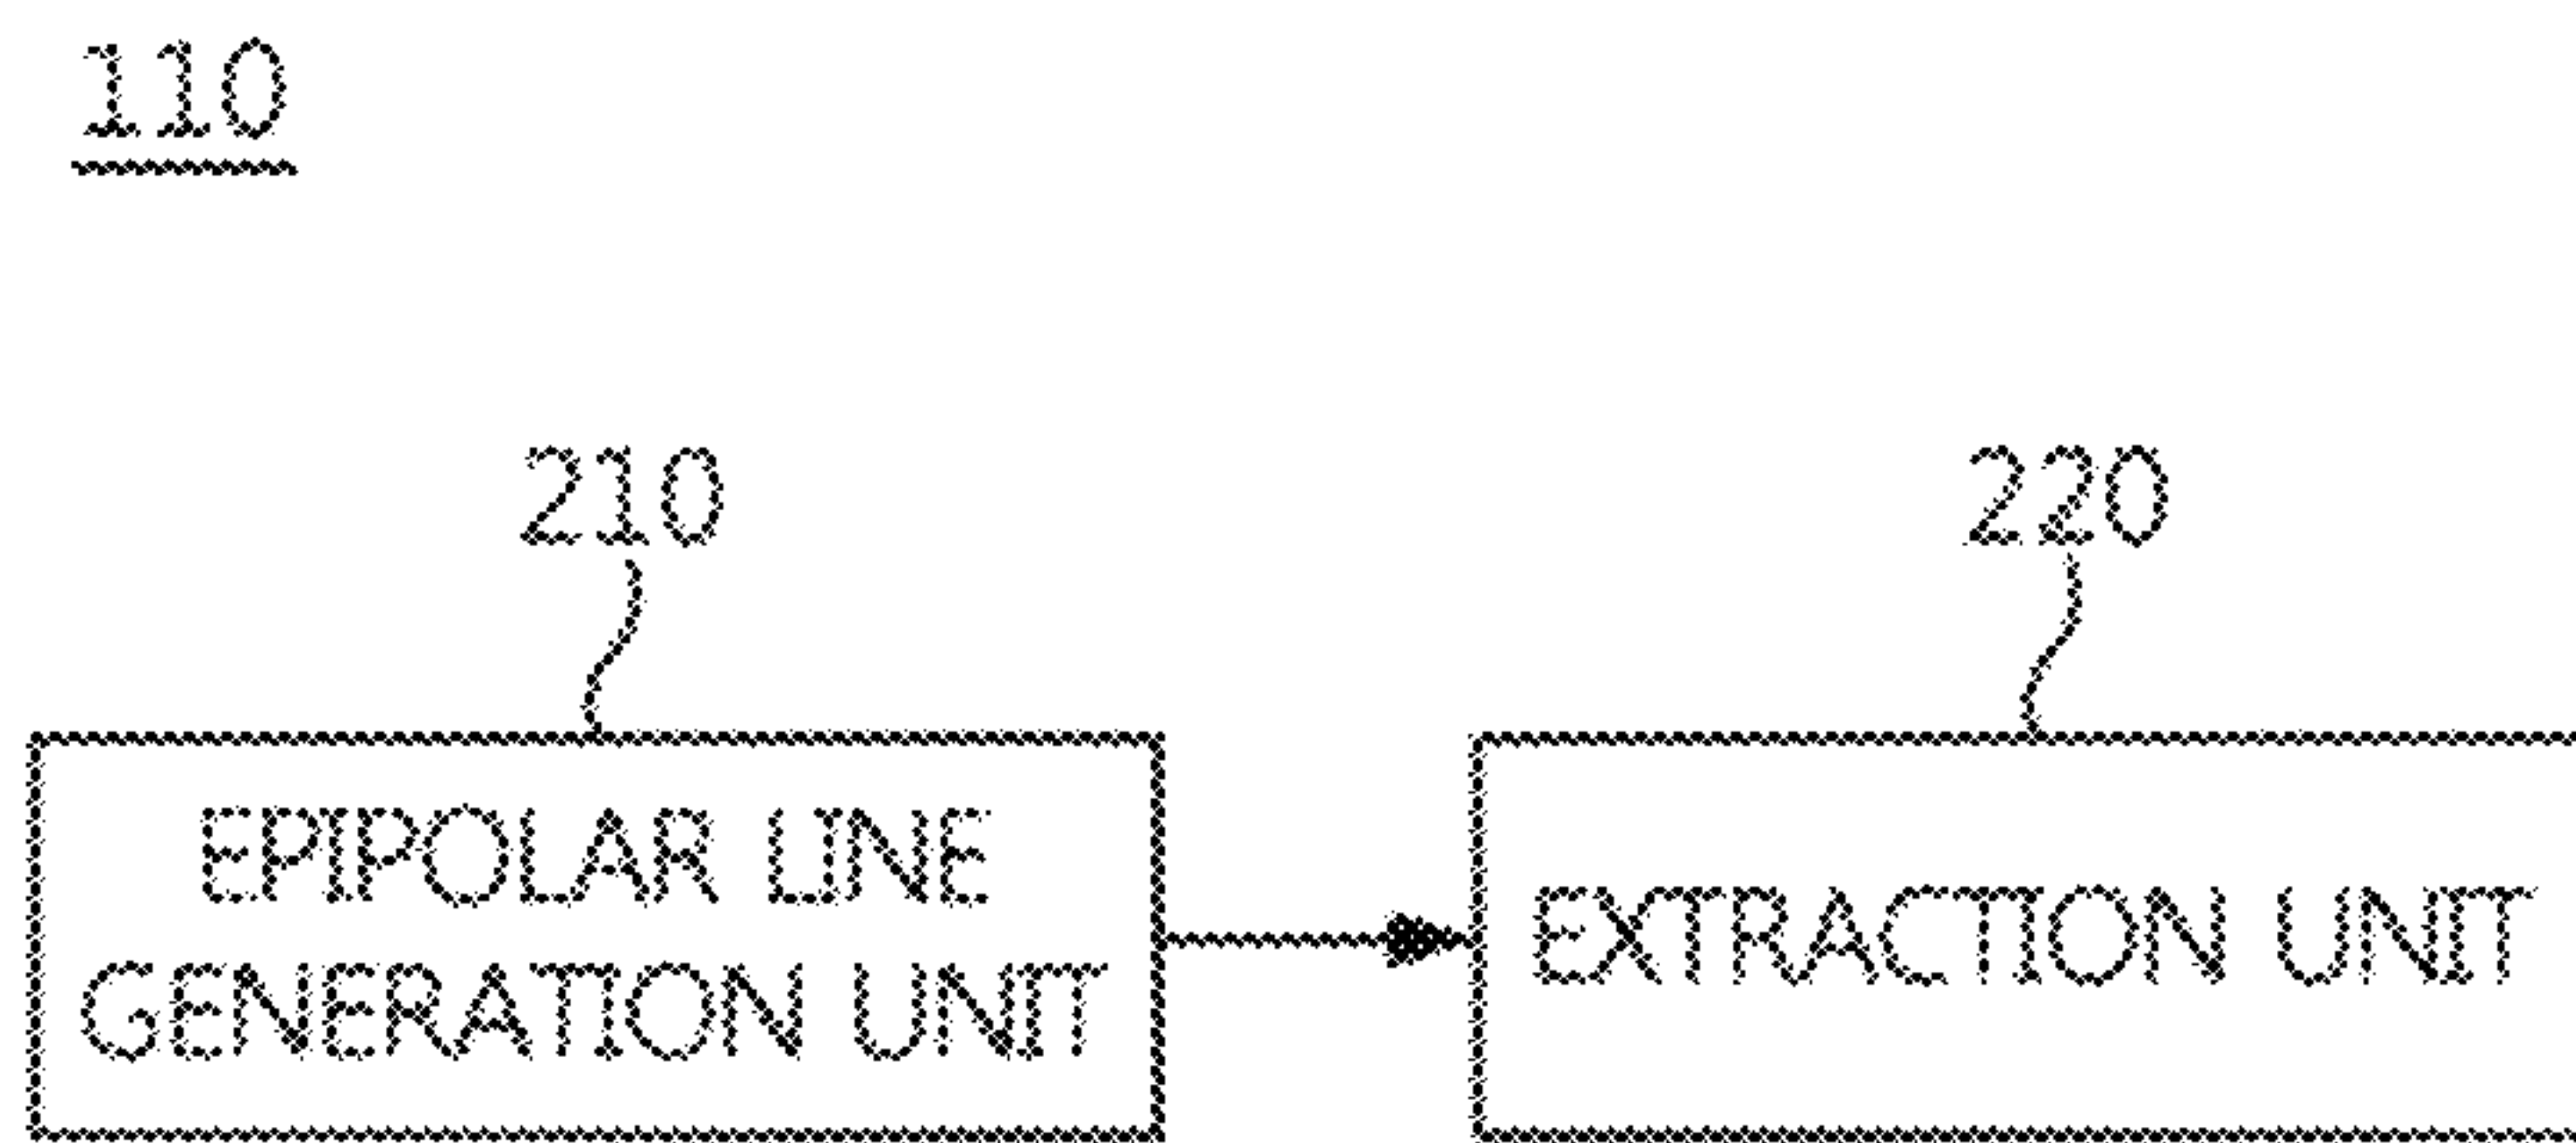 110
210
220
EPIPOLAR LINE
GENERATION UNIT
EXTRACTION UNIT